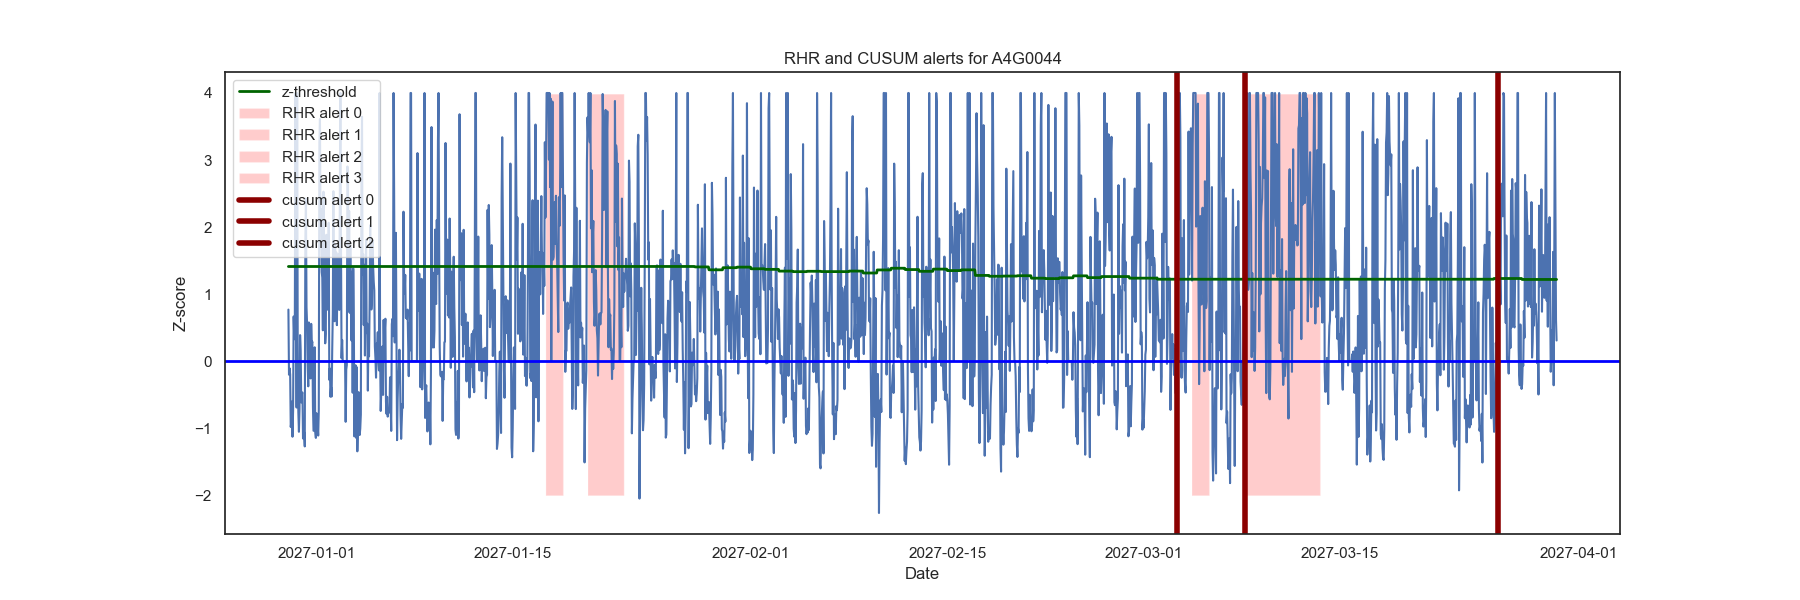 RHR and CUSUM alerts for A4G0044
z-threshold
RHR alert 0
RHR alert 1
RHR alert 2
RHR alert 3
cusum alert 0
cusum alert 1
cusum alert 2
Z-score
4
3
2
1
0
−1
−2
2027-01-01 2027-01-15 2027-02-01 2027-02-15 2027-03-01 2027-03-15 2027-04-01
Date